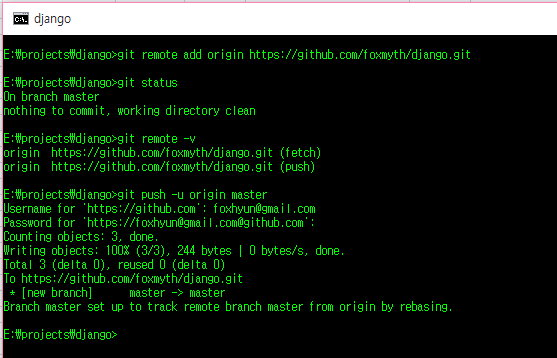 django
E:₩projects₩django>git remote add origin https://github.com/foxmyth/django.git
E:₩projects₩django>git status
On branch master
nothing to commit, working directory clean
E:₩projects₩django>git remote -v
origin  https://github.com/foxmyth/django.git (fetch)
origin  https://github.com/foxmyth/django.git (push)
E:₩projects₩django>git push -u origin master
Username for `https://github.com`: foxhyun@gmail.com
Password for `https://foxhyun@gmail.com@github.com`:
Counting objects: 3, done.
Writing objects: 100% (3/3), 244 bytes | 0 bytes/s, done.
Total 3 (delta 0), reused 0 (delta 0)
To https://github.com/foxmyth/django.git
 * [new branch]      master -> master
Branch master set up to track remote branch master from origin by rebasing.
E:₩projects₩django>